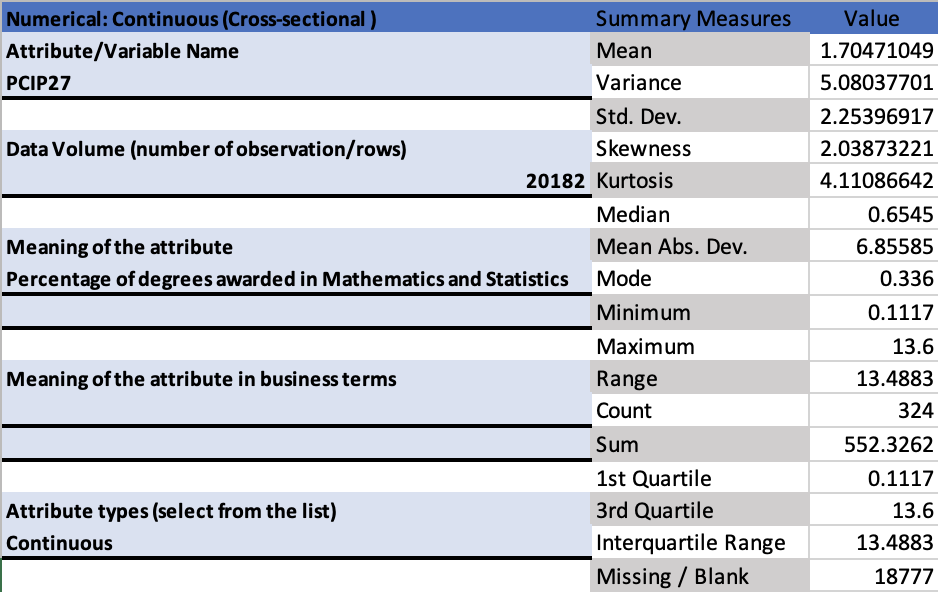 Numerical: Continuous (Cross-sectional ) Summary Measures Value
Attribute/Variable Name Mean 1.70471049
PCIP27 Variance 5.08037701
Std. Dev. 2.25396917
Data Volume (number of observation/rows) Skewness 2.03873221
20182 Kurtosis 4.11086642
Median 0.6545
Meaning of the attribute Mean Abs. Dev. 6.85585
Percentage of degrees awarded in Mathematics and Statistics Mode 0.336
Minimum 0.1117
Maximum 13.6
Meaning of the attribute in business terms Range 13.4883
Count 324
Sum 552.3262
1st Quartile 0.1117
Attribute types (select from the list) 3rd Quartile 13.6
Continuous Interquartile Range 13.4883
Missing / Blank 18777